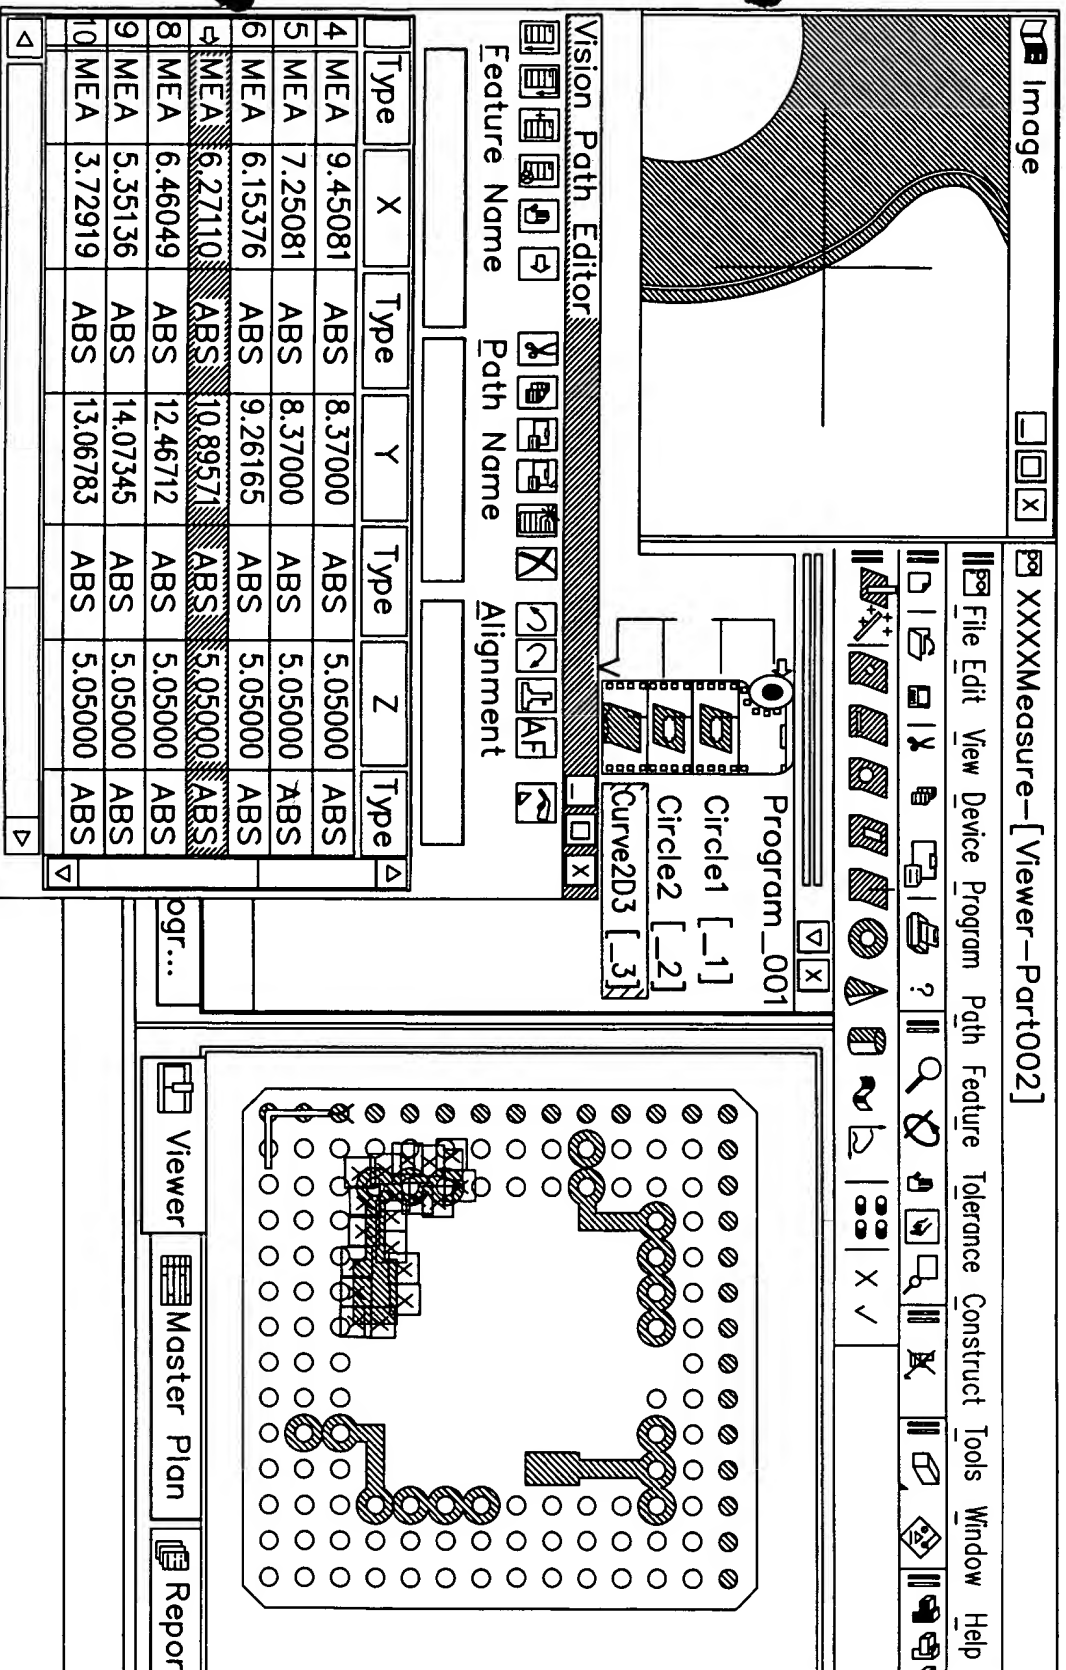 Image
XXXXMeasure—[Viewer—Part002]
File Edit View Device Program Path Feature Tolerance Construct Tools Window Help
?
Program_001
Circle1 [_1]
Circle2 [_2]
Curve2D3 [_3]
Vision Path Editor
AF
Feature Name Path Name Alignment
Type X Type Y Type Z Type
4 MEA 9.45081 ABS 8.37000 ABS 5.05000 ABS
5 MEA 7.25081 ABS 8.37000 ABS 5.05000 ABS
6 MEA 6.15376 ABS 9.26165 ABS 5.05000 ABS
MEA 6.27110 ABS 10.89571 ABS 5.05000 ABS
8 MEA 6.46049 ABS 12.46712 ABS 5.05000 ABS
9 MEA 5.35136 ABS 14.07345 ABS 5.05000 ABS
10 MEA 3.72919 ABS 13.06783 ABS 5.05000 ABS
ogr...
Viewer Master Plan Repor